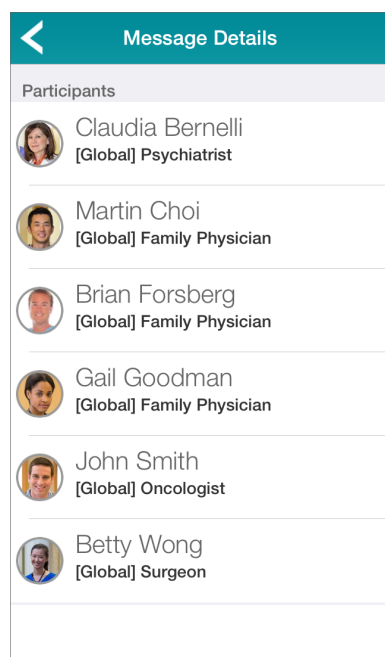 Message Details
Participants
Claudia Bernelli
[Global] Psychiatrist
Martin Choi
[Global] Family Physician
Brian Forsberg
[Global] Family Physician
Gail Goodman
[Global] Family Physician
John Smith
[Global] Oncologist
Betty Wong
[Global] Surgeon